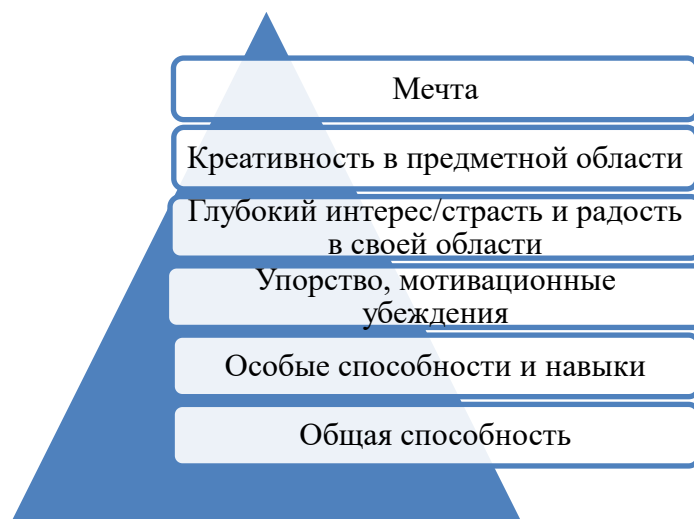 Мечта
Креативность в предметной области
Глубокий интерес/страсть и радость
в своей области
Упорство, мотивационные
убеждения
Особые способности и навыки
Общая способность